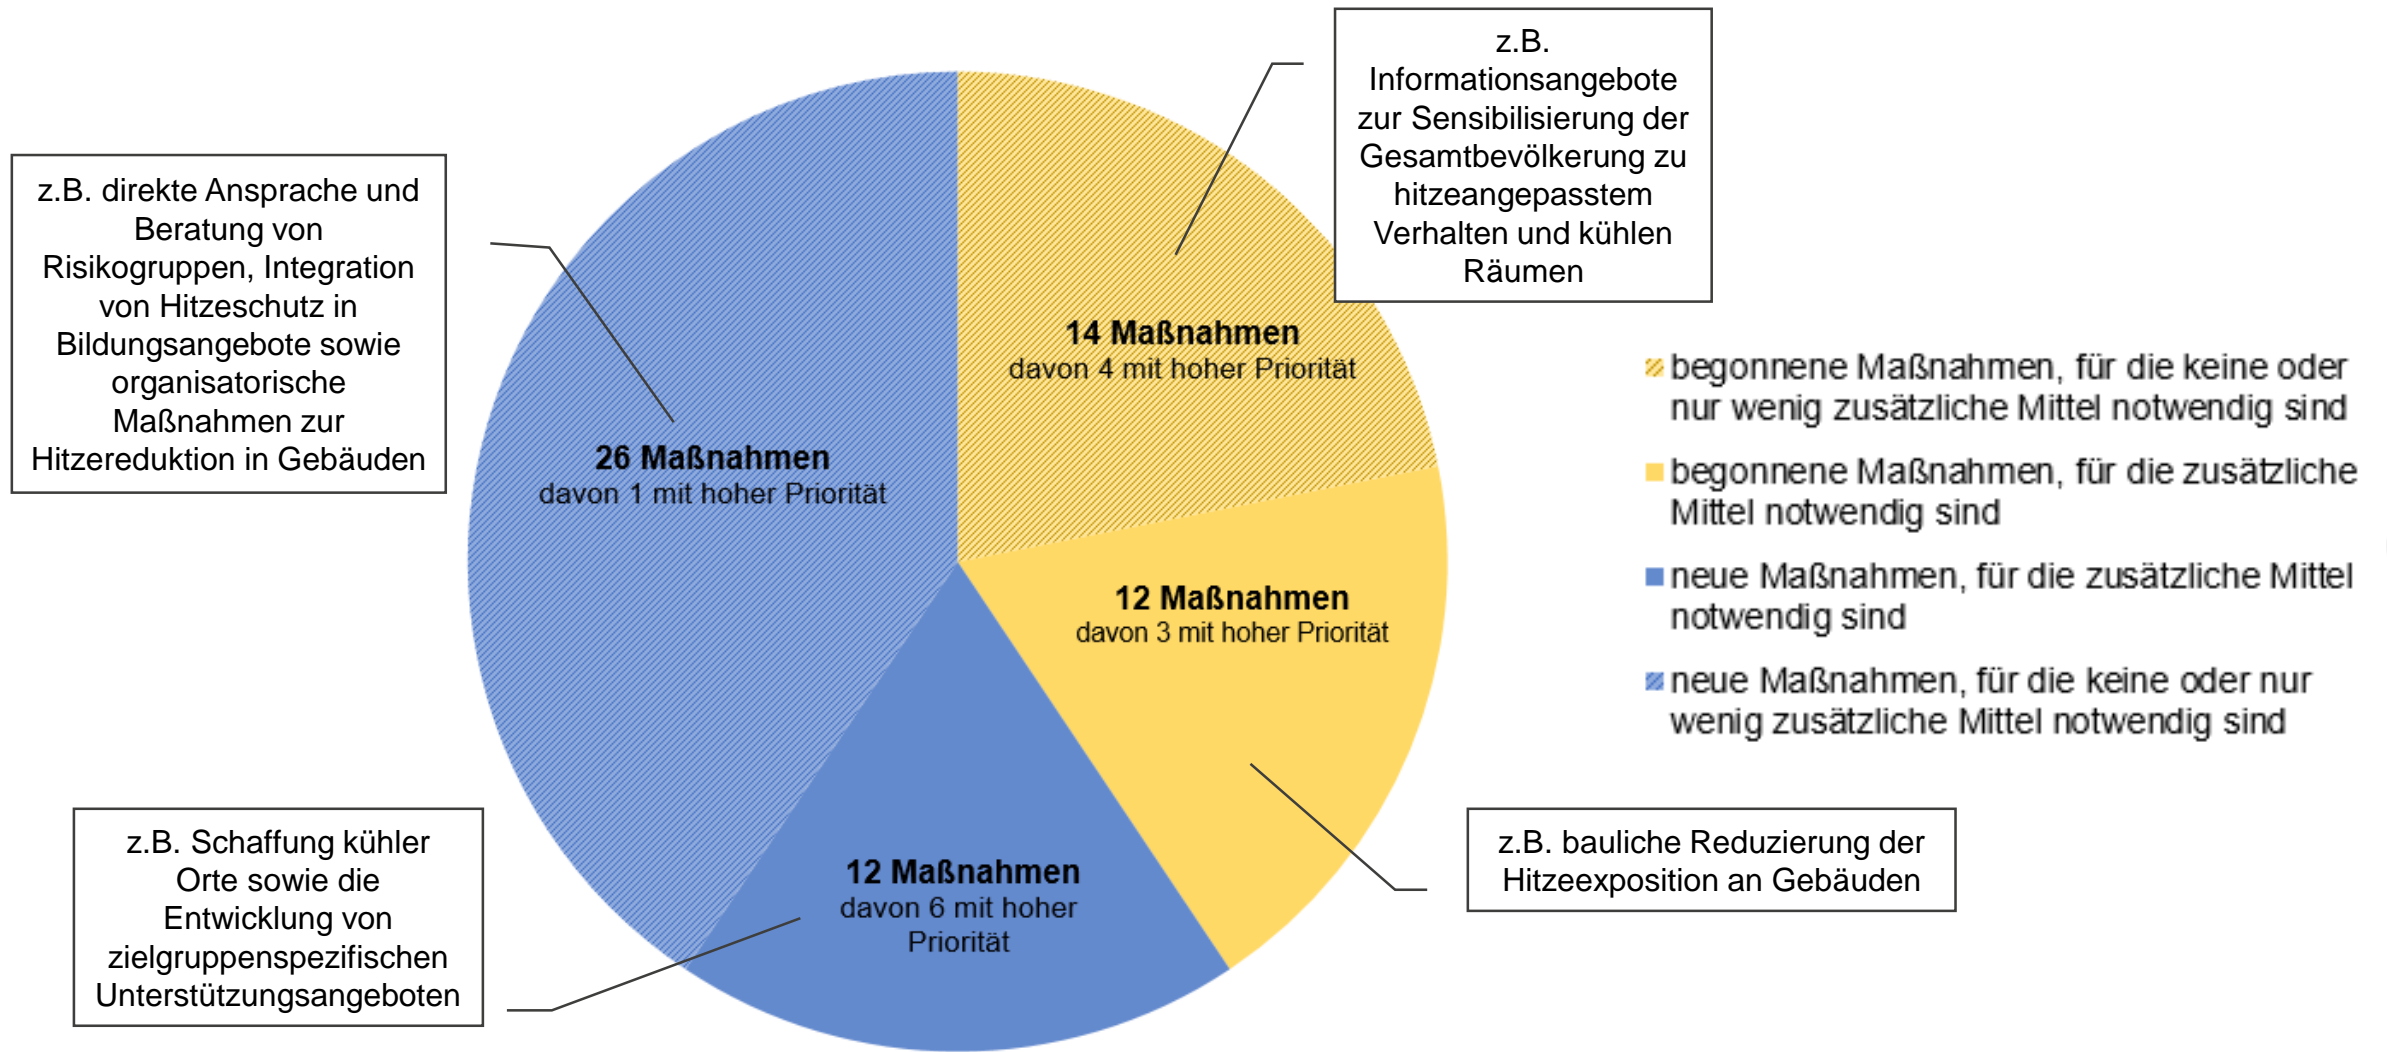 z.B.
Informationsangebote
zur Sensibilisierung der
Gesamtbevölkerung zu
hitzeangepasstem
Verhalten und kühlen
Räumen
z.B. direkte Ansprache und
Beratung von
Risikogruppen, Integration
von Hitzeschutz in
Bildungsangebote sowie
organisatorische
Maßnahmen zur
Hitzereduktion in Gebäuden
14 Maßnahmen
davon 4 mit hoher Priorität
26 Maßnahmen
davon 1 mit hoher Priorität
12 Maßnahmen
davon 3 mit hoher Priorität
12 Maßnahmen
davon 6 mit hoher
Priorität
begonnene Maßnahmen, für die keine oder
nur wenig zusätzliche Mittel notwendig sind
begonnene Maßnahmen, für die zusätzliche
Mittel notwendig sind
neue Maßnahmen, für die zusätzliche Mittel
notwendig sind
neue Maßnahmen, für die keine oder nur
wenig zusätzliche Mittel notwendig sind
z.B. Schaffung kühler
Orte sowie die
Entwicklung von
zielgruppenspezifischen
Unterstützungsangeboten
z.B. bauliche Reduzierung der
Hitzeexposition an Gebäuden